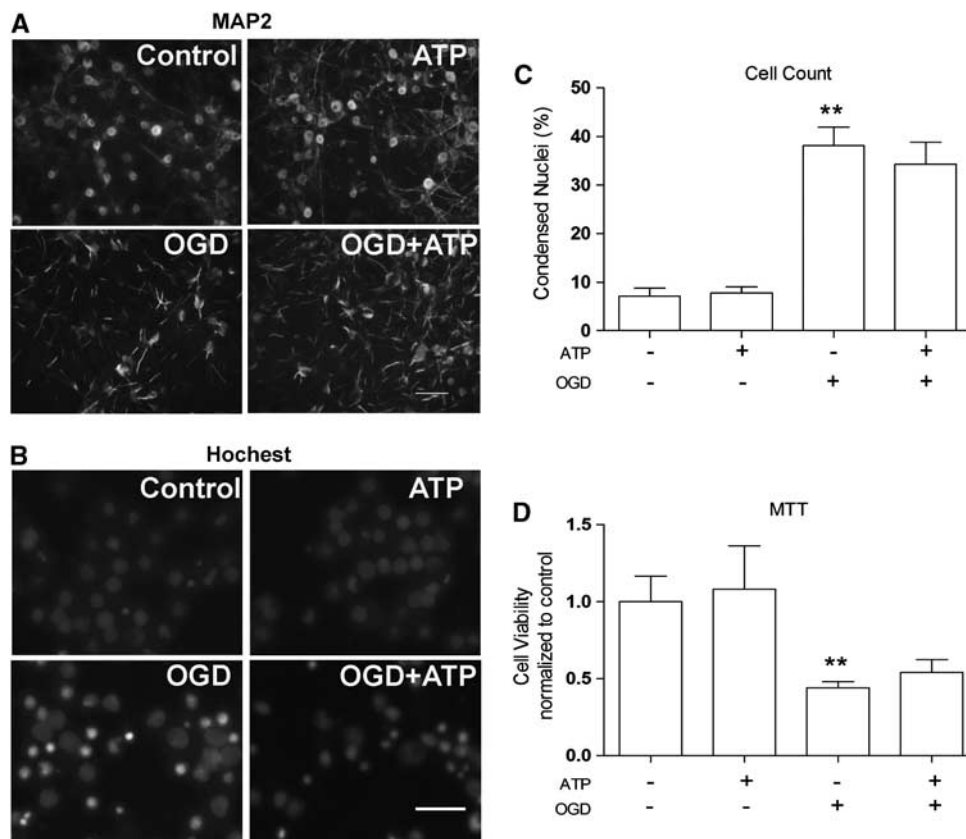 A MAP2
Control ATP
OGD OGD+ATP
B Hochest
Control ATP
OGD OGD+ATP
C
Cell Count
Condensed Nuclei (%)
50
40
30
20
10
0
**
ATP - + - +
OGD - - + +
D
MTT
Cell Viability
normalized to control
1.5
1.0
0.5
0.0
**
ATP - + - +
OGD - - + +